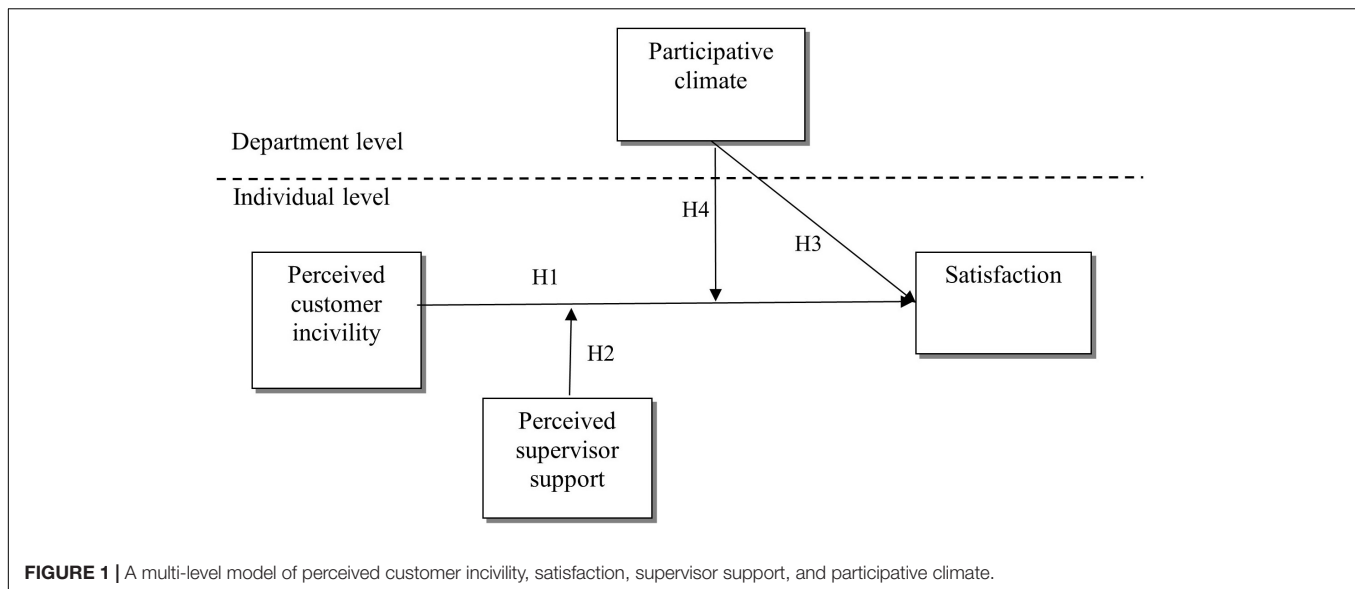 Participative
climate
Department level
Individual level
H4
H3
Perceived
customer
incivility
H1
Satisfaction
H2
Perceived
supervisor
support
FIGURE 1 | A multi-level model of perceived customer incivility, satisfaction, supervisor support, and participative climate.